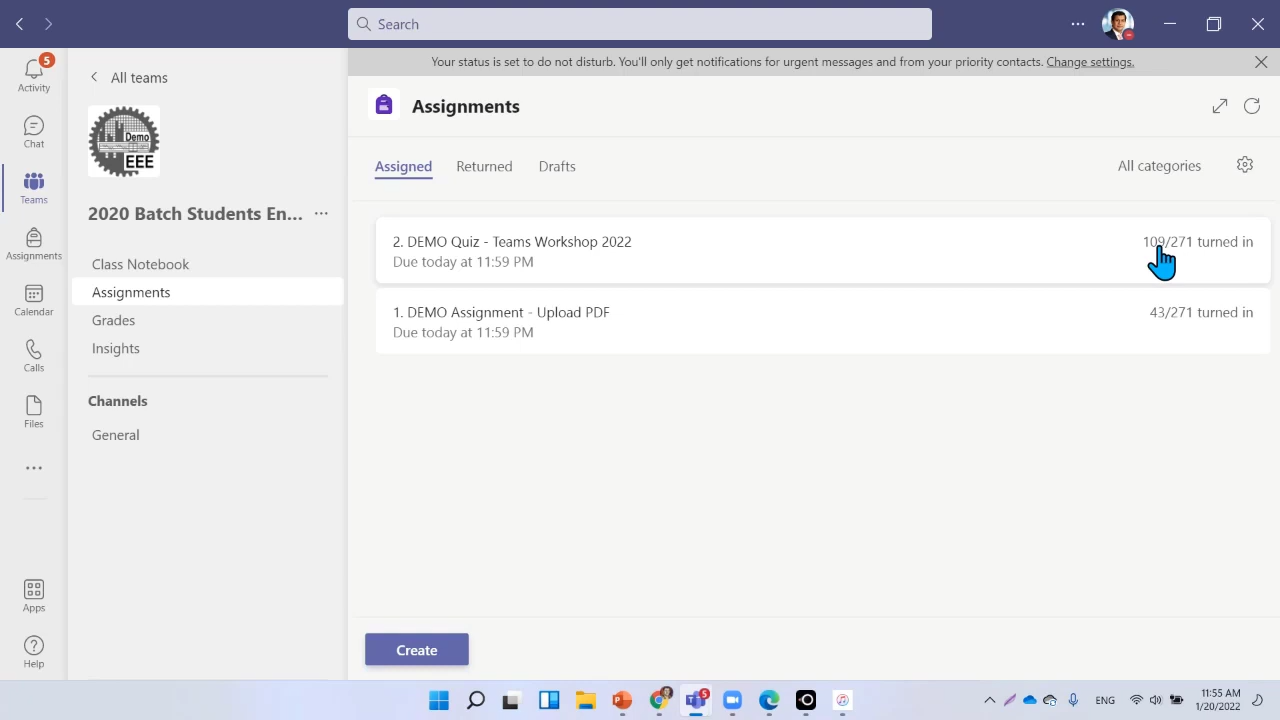 Search
Your status is set to do not disturb. You'll only get notifications for urgent messages and from your priority contacts. Change settings.
5
Activity
Chat
Teams
Assignments
Calendar
Calls
Files
Apps
Help
All teams
Demo
EEE
2020 Batch Students En...
Class Notebook
Assignments
Grades
Insights
Channels
General
Assignments
Assigned
Returned
Drafts
All categories
2. DEMO Quiz - Teams Workshop 2022
109/271 turned in
Due today at 11:59 PM
1. DEMO Assignment - Upload PDF
43/271 turned in
Due today at 11:59 PM
Create
5
ENG
11:55 AM
1/20/2022